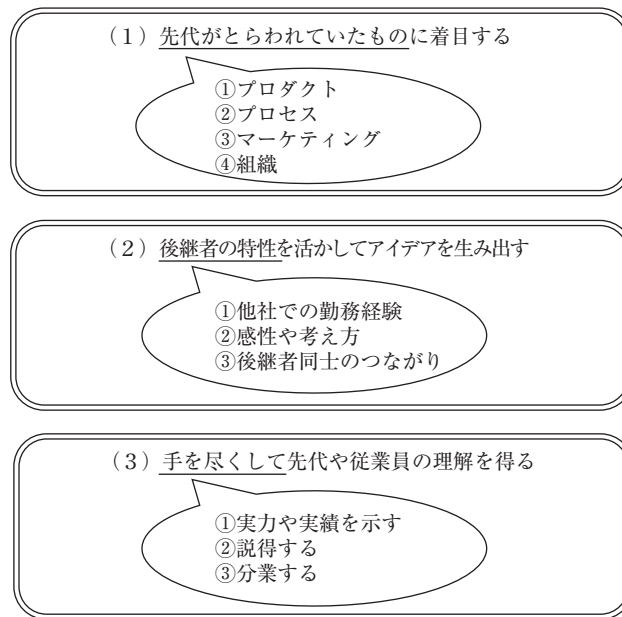 （１）先代がとらわれていたものに着目する
①プロダクト
②プロセス
③マーケティング
④組織
（２）後継者の特性を活かしてアイデアを生み出す
①他社での勤務経験
②感性や考え方
③後継者同士のつながり
（３）手を尽くして先代や従業員の理解を得る
①実力や実績を示す
②説得する
③分業する